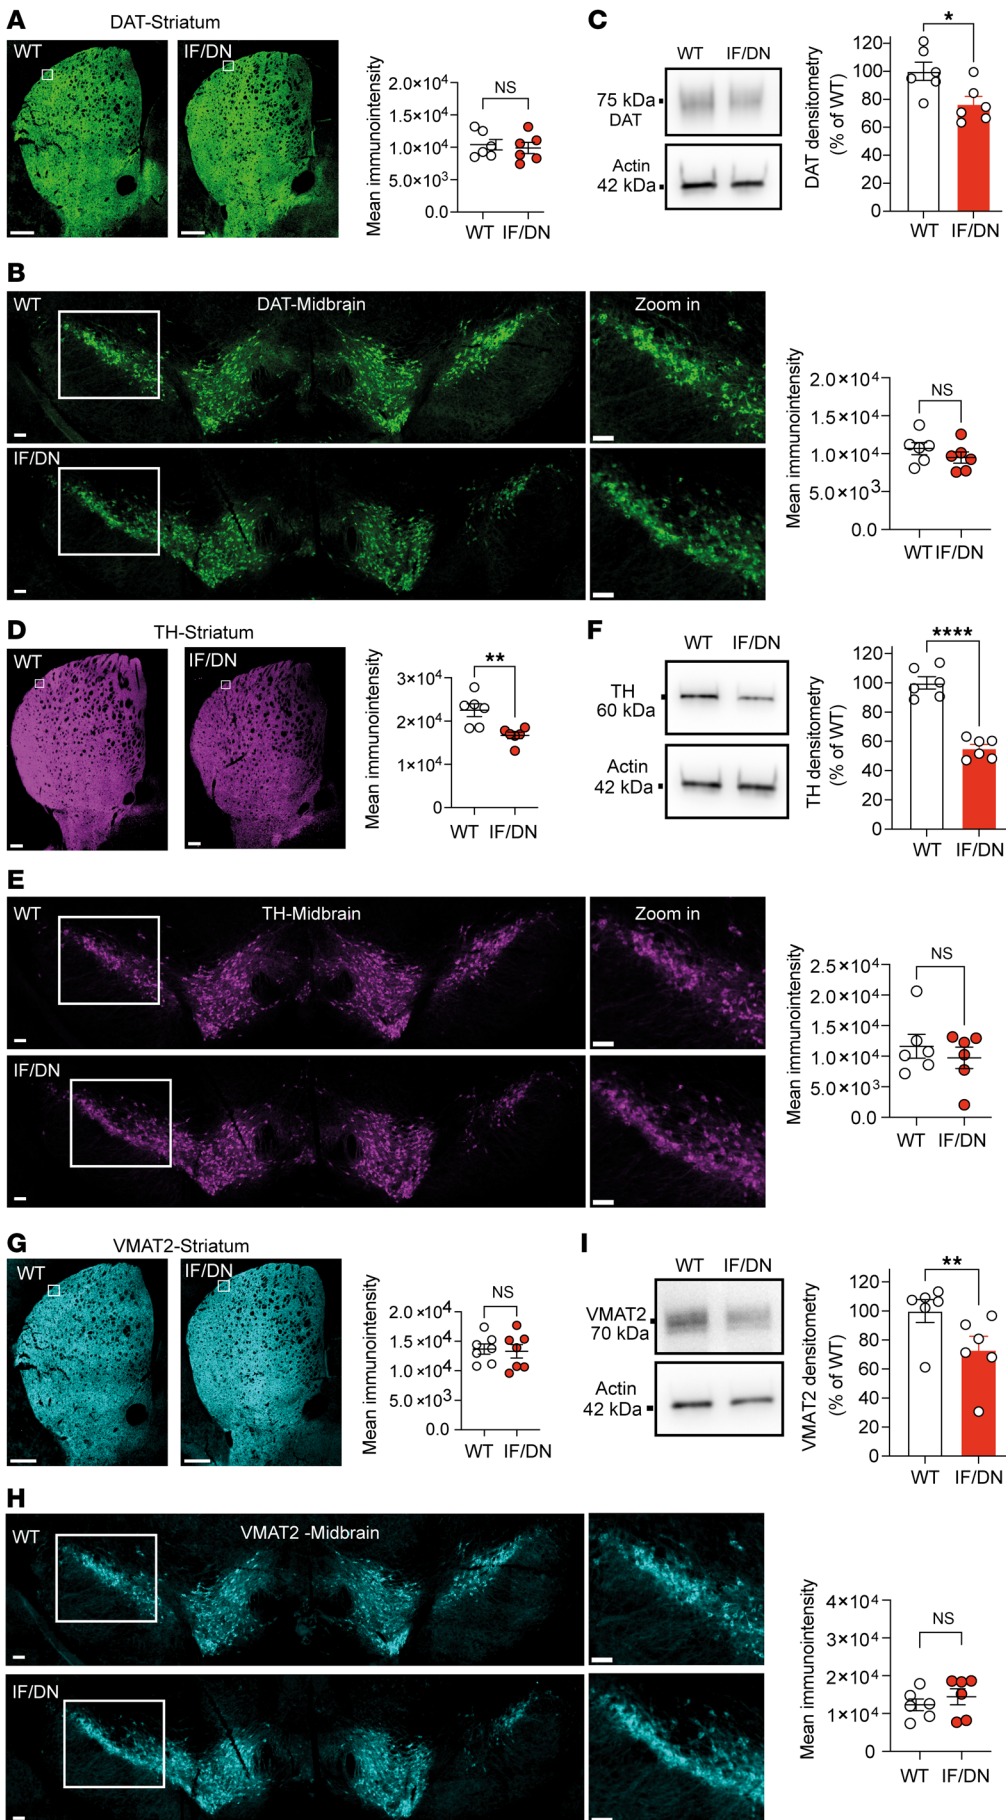 A
DAT-Striatum
WT
IF/DN
Mean immunointensity
2.0×10⁴
1.5×10⁴
1.0×10⁴
5.0×10³
0.0
NS
WT IF/DN
C
WT IF/DN
75 kDa
DAT
Actin
42 kDa
DAT densitometry
(% of WT)
120
100
80
60
40
20
0
*
WT IF/DN
B
WT
DAT-Midbrain
Zoom in
IF/DN
Mean immunointensity
2.0×10⁴
1.5×10⁴
1.0×10⁴
5.0×10³
0.0
NS
WT IF/DN
D
TH-Striatum
WT
IF/DN
Mean immunointensity
3×10⁴
2×10⁴
1×10⁴
0
**
WT IF/DN
F
WT IF/DN
TH
60 kDa
Actin
42 kDa
TH densitometry
(% of WT)
120
100
80
60
40
20
0
****
WT IF/DN
E
WT
TH-Midbrain
Zoom in
IF/DN
Mean immunointensity
2.5×10⁴
2.0×10⁴
1.5×10⁴
1.0×10⁴
5.0×10³
0.0
NS
WT IF/DN
G
VMAT2-Striatum
WT
IF/DN
Mean immunointensity
2.0×10⁴
1.5×10⁴
1.0×10⁴
5.0×10³
0.0
NS
WT IF/DN
I
WT IF/DN
VMAT2
70 kDa
Actin
42 kDa
VMAT2 densitometry
(% of WT)
120
100
80
60
40
20
0
**
WT IF/DN
H
WT
VMAT2 -Midbrain
IF/DN
Mean immunointensity
4×10⁴
3×10⁴
2×10⁴
1×10⁴
0
NS
WT IF/DN